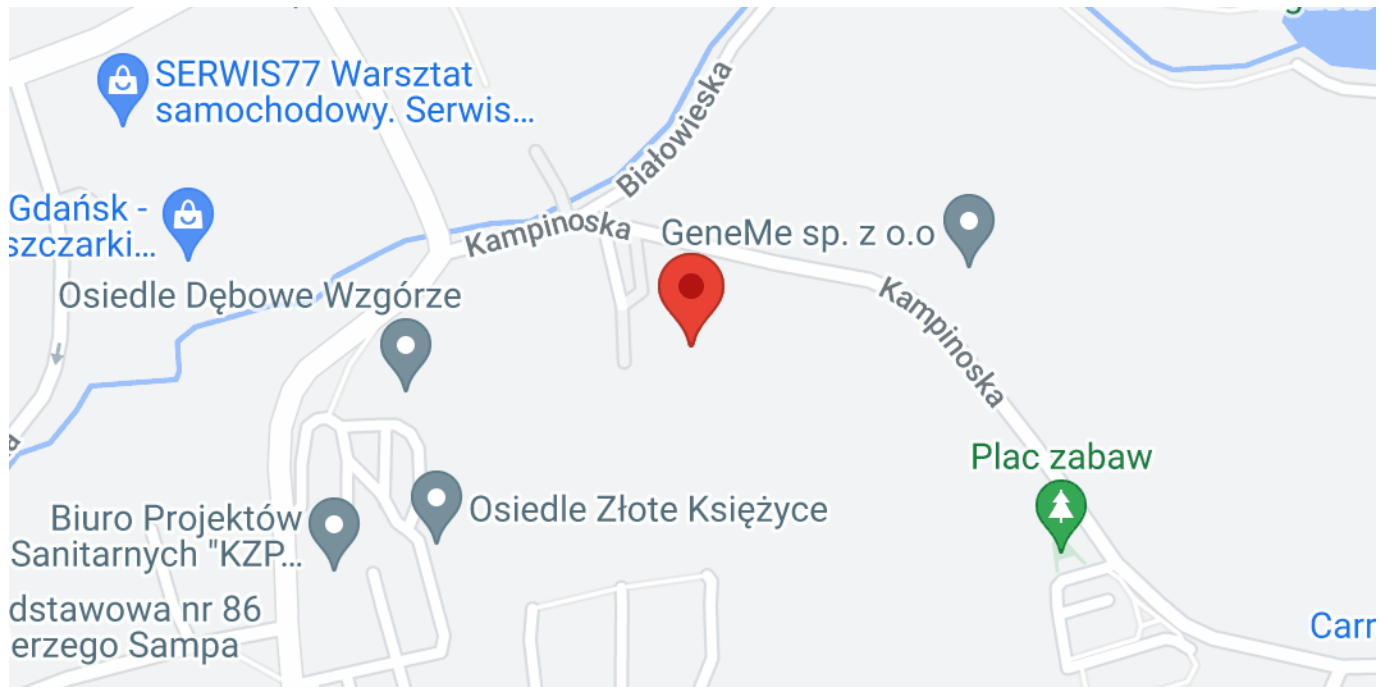 SERWIS77 Warsztat
samochodowy. Serwis...
Białowieska
Gdańsk -
szczarki...
Kampinoska
GeneMe sp. z o.o
Osiedle Dębowe Wzgórze
Kampinoska
Plac zabaw
Osiedle Złote Księżyce
Biuro Projektów
Sanitarnych "KZP...
dstawowa nr 86
erzego Sampa
Carr